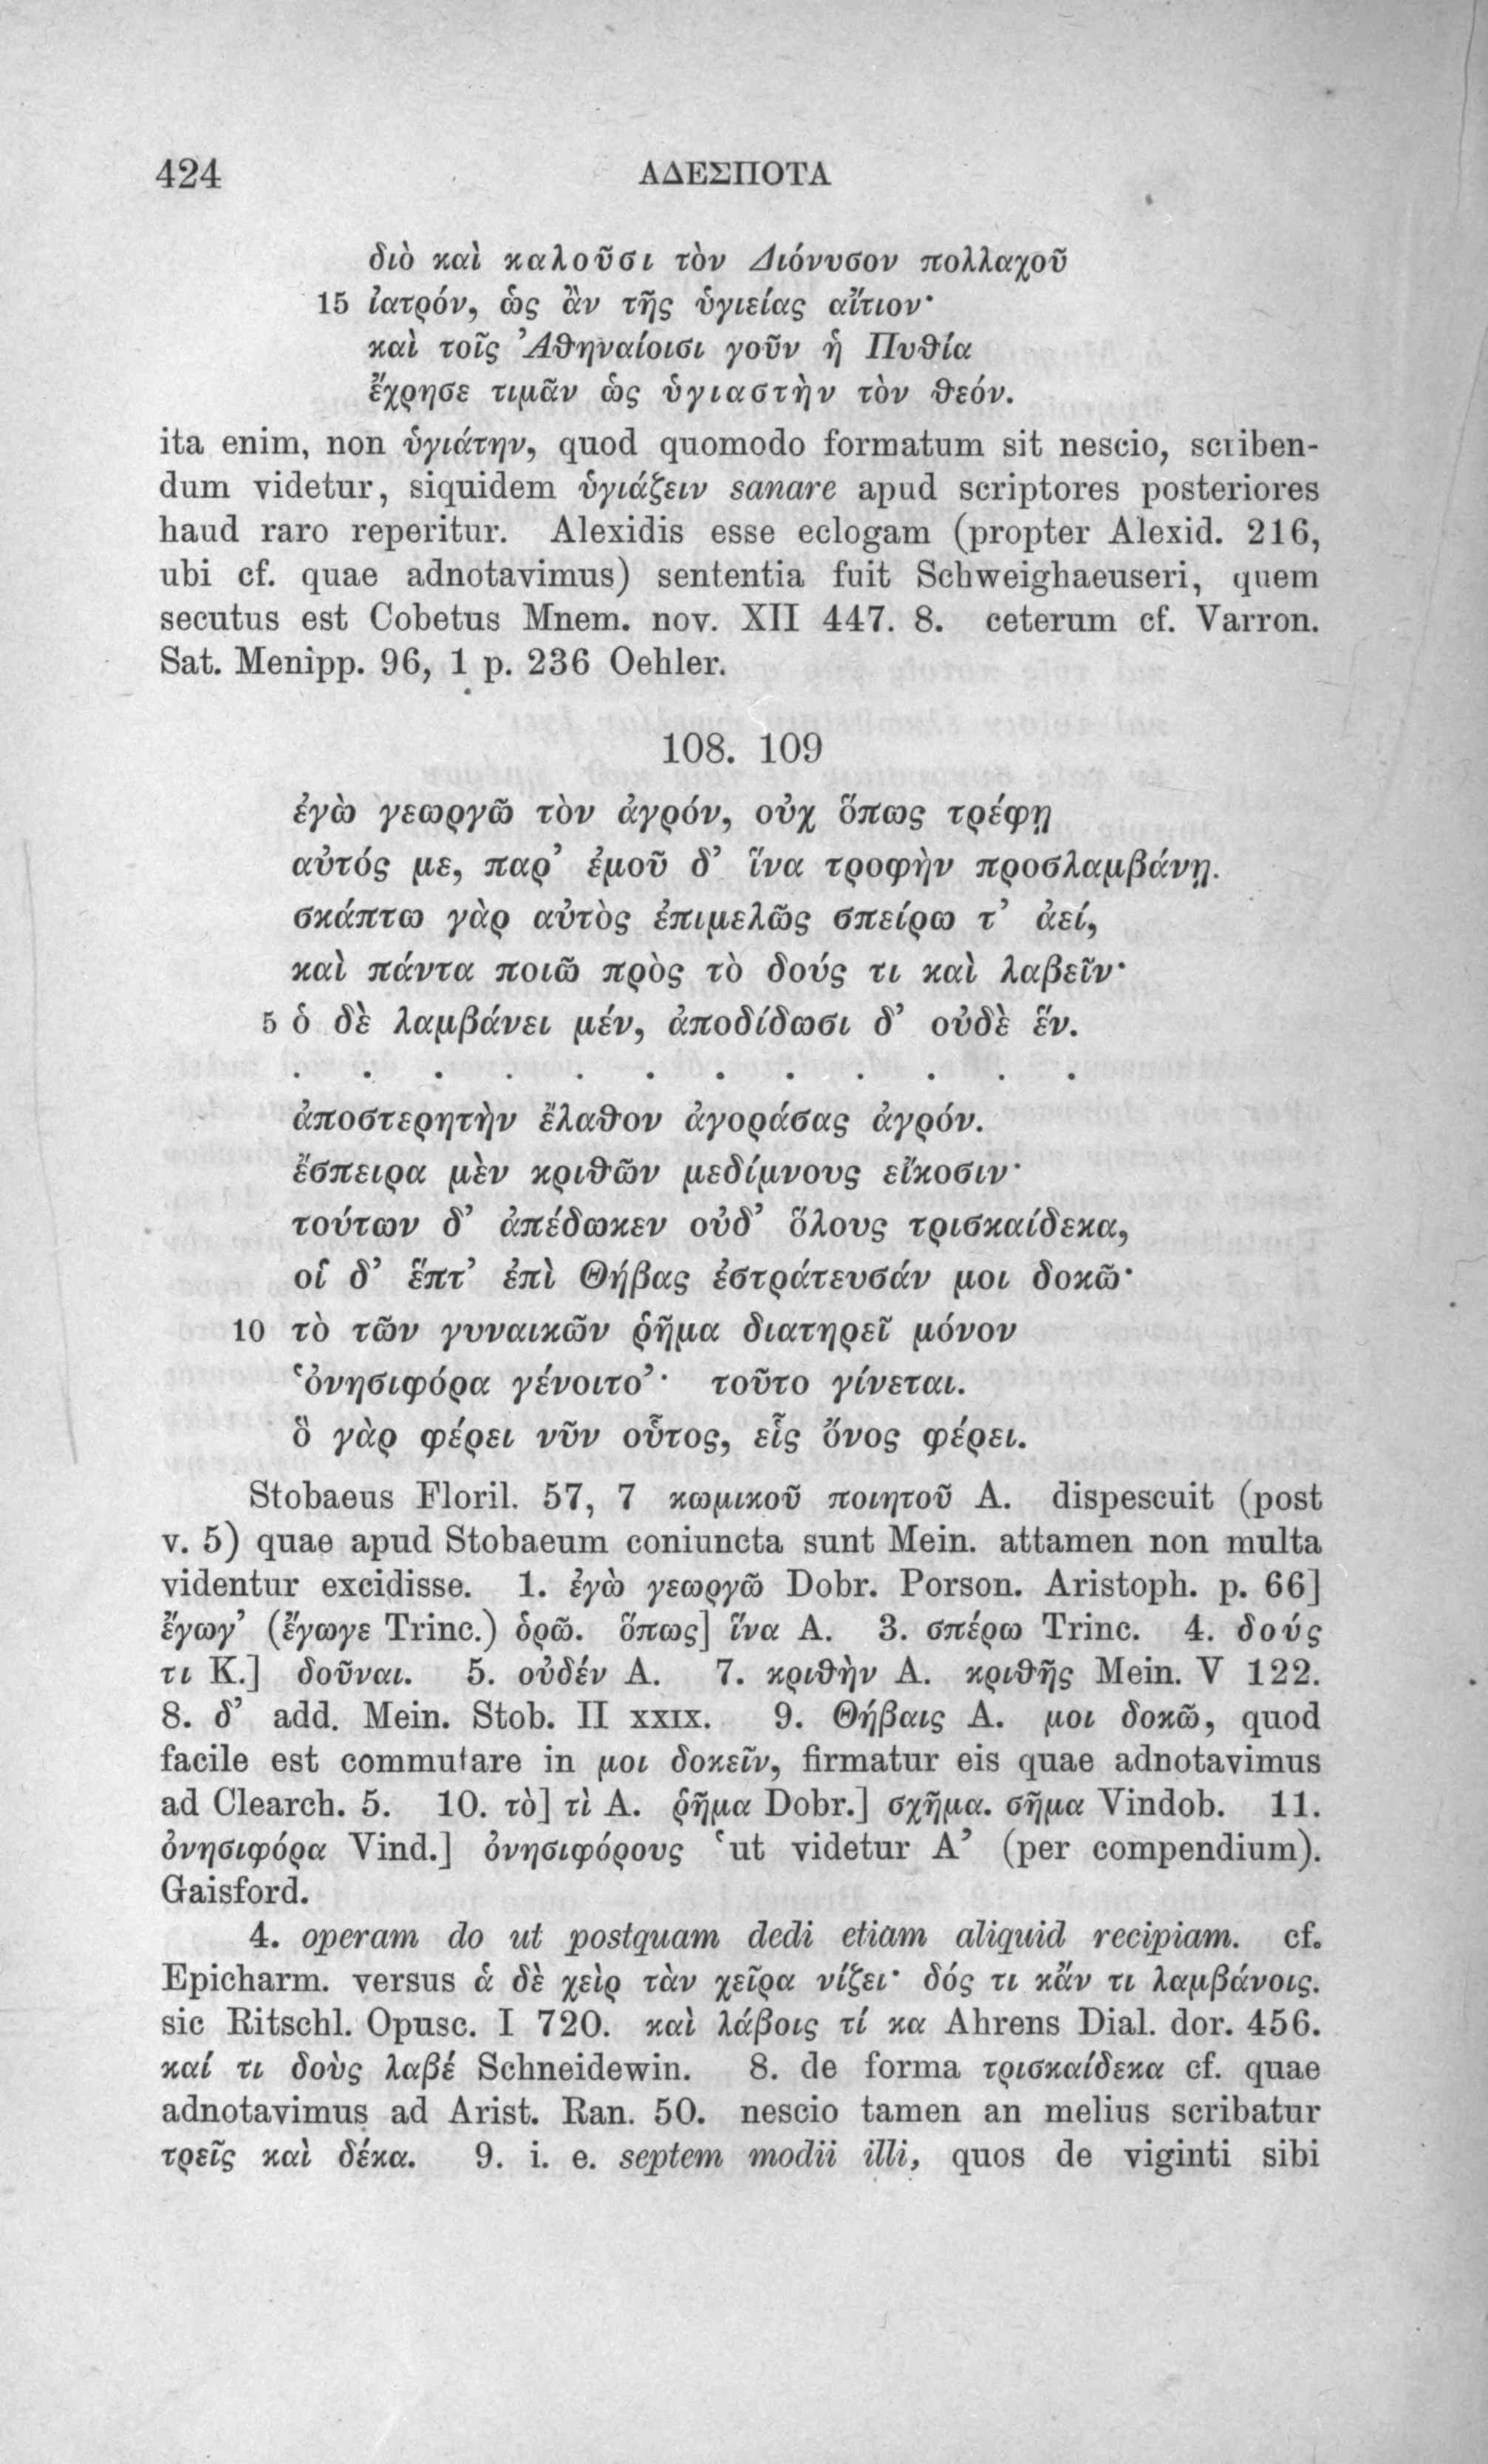 424 ΑΔΕΣΠΟΤΑ
διὸ καὶ καλοῦσι τὸν Διόνυσον πολλαχοῦ
15 ἰατρόν, ὡς ἂν τῆς ὑγιείας αἴτιον·
καὶ τοῖς Ἀθηναίοισι γοῦν ἡ Πυθία
ἔχρησε τιμᾶν ὡς ὑγιαστὴν τὸν θεόν.
ita enim, non ὑγιάτην, quod quomodo formatum sit nescio, scriben-
dum videtur, siquidem ὑγιάζειν sanare apud scriptores posteriores
haud raro reperitur. Alexidis esse eclogam (propter Alexid. 216,
ubi cf. quae adnotavimus) sententia fuit Schweighaeuseri, quem
secutus est Cobetus Mnem. nov. XII 447. 8. ceterum cf. Varron.
Sat. Menipp. 96, 1 p. 236 Oehler.
108. 109
ἐγὼ γεωργῶ τὸν ἀγρόν, οὐχ ὅπως τρέφῃ
αὐτός με, παρ’ ἐμοῦ δ’ ἵνα τροφὴν προσλαμβάνῃ.
σκάπτω γὰρ αὐτὸς ἐπιμελῶς σπείρω τ’ ἀεί,
καὶ πάντα ποιῶ πρὸς τὸ δούς τι καὶ λαβεῖν·
5 ὁ δὲ λαμβάνει μέν, ἀποδίδωσι δ’ οὐδὲ ἕν.
. . . . . . . . . . . .
ἀποστερητὴν ἔλαθον ἀγοράσας ἀγρόν.
ἔσπειρα μὲν κριθῶν μεδίμνους εἴκοσιν·
τούτων δ’ ἀπέδωκεν οὐδ’ ὅλους τρισκαίδεκα,
οἱ δ’ ἕπτ’ ἐπὶ Θήβας ἐστράτευσάν μοι δοκῶ·
10 τὸ τῶν γυναικῶν ῥῆμα διατηρεῖ μόνον
‘ὀνησιφόρα γένοιτο’· τοῦτο γίνεται.
ὃ γὰρ φέρει νῦν οὗτος, εἷς ὄνος φέρει.
Stobaeus Floril. 57, 7 κωμικοῦ ποιητοῦ A. dispescuit (post
v. 5) quae apud Stobaeum coniuncta sunt Mein. attamen non multa
videntur excidisse. 1. ἐγὼ γεωργῶ Dobr. Porson. Aristoph. p. 66]
ἔγωγ’ (ἔγωγε Trinc.) ὁρῶ. ὅπως] ἵνα A. 3. σπέρω Trinc. 4. δούς
τι K.] δοῦναι. 5. οὐδέν A. 7. κριθὴν A. κριθῆς Mein. V 122.
8. δ’ add. Mein. Stob. II XXIX. 9. Θήβαις A. μοι δοκῶ, quod
facile est commutare in μοι δοκεῖν, firmatur eis quae adnotavimus
ad Clearch. 5. 10. τὸ] τὶ A. ῥῆμα Dobr.] σχῆμα. σῆμα Vindob. 11.
ὀνησιφόρα Vind.] ὀνησιφόρους ‘ut videtur A’ (per compendium).
Gaisford.
4. operam do ut postquam dedi etiam aliquid recipiam. cf.
Epicharm. versus ἁ δὲ χεὶρ τὰν χεῖρα νίζει· δός τι κἄν τι λαμβάνοις.
sic Ritschl. Opusc. I 720. καὶ λάβοις τί κα Ahrens Dial. dor. 456.
καί τι δοὺς λαβέ Schneidewin. 8. de forma τρισκαίδεκα cf. quae
adnotavimus ad Arist. Ran. 50. nescio tamen an melius scribatur
τρεῖς καὶ δέκα. 9. i. e. septem modii illi, quos de viginti sibi